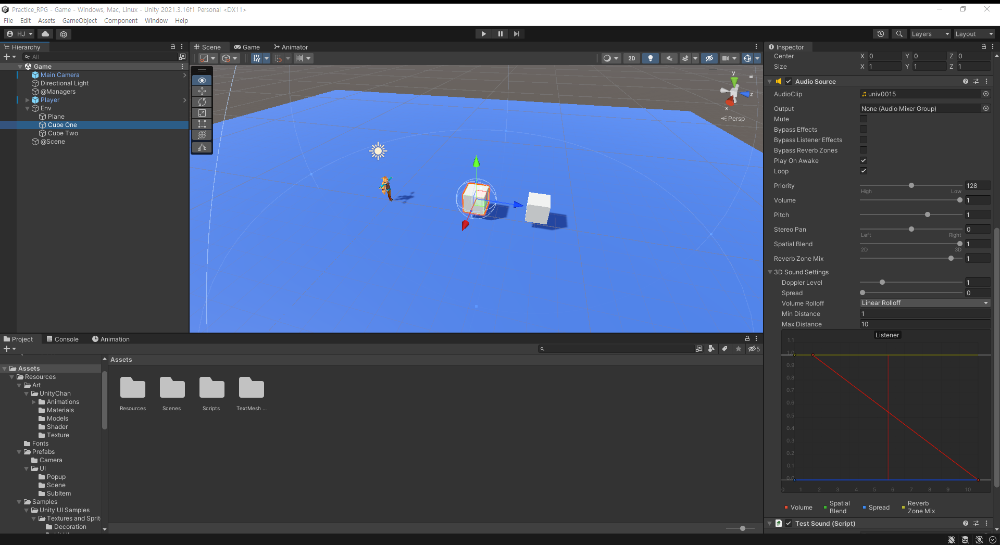 Practice_RPG - Game - Windows, Mac, Linux - Unity 2021.3.16f1 Personal <DX11>
File Edit Assets GameObject Component Window Help
HJ
Layers Layout
Hierarchy
All
Game
Main Camera
Directional Light
@Managers
Player
Env
Plane
Cube One
Cube Two
@Scene
Scene Game Animator
2D
y
z
x
Persp
Inspector
Center X 0 Y 0 Z 0
Size X 1 Y 1 Z 1
Audio Source
AudioClip univ0015
Output None (Audio Mixer Group)
Mute
Bypass Effects
Bypass Listener Effects
Bypass Reverb Zones
Play On Awake
Loop
Priority 128
High Low
Volume 1
Pitch 1
Stereo Pan 0
Left Right
Spatial Blend 1
2D 3D
Reverb Zone Mix 1
3D Sound Settings
Doppler Level 1
Spread 0
Volume Rolloff Linear Rolloff
Min Distance 1
Max Distance 10
Listener
1.1
1.0
0.9
0.8
0.7
0.6
0.5
0.4
0.3
0.2
0.1
0.0
0 1 2 3 4 5 6 7 8 9 10
Volume Spatial Blend Spread Reverb Zone Mix
Test Sound (Script)
Project Console Animation
5
Assets
Resources
Art
UnityChan
Animations
Materials
Models
Shader
Texture
Fonts
Prefabs
Camera
UI
Popup
Scene
SubItem
Samples
Unity UI Samples
Textures and Sprit
Decoration
Assets
Resources Scenes Scripts TextMesh ...